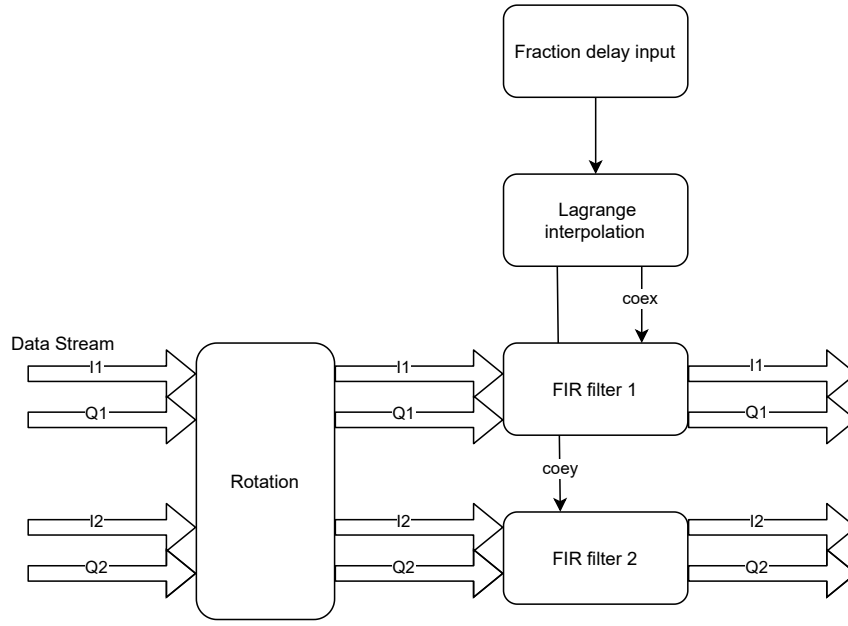 Fraction delay input
Lagrange
interpolation
coex
Data Stream
I1
I1
FIR filter 1
I1
Q1
Q1
Q1
coey
Rotation
I2
I2
FIR filter 2
I2
Q2
Q2
Q2